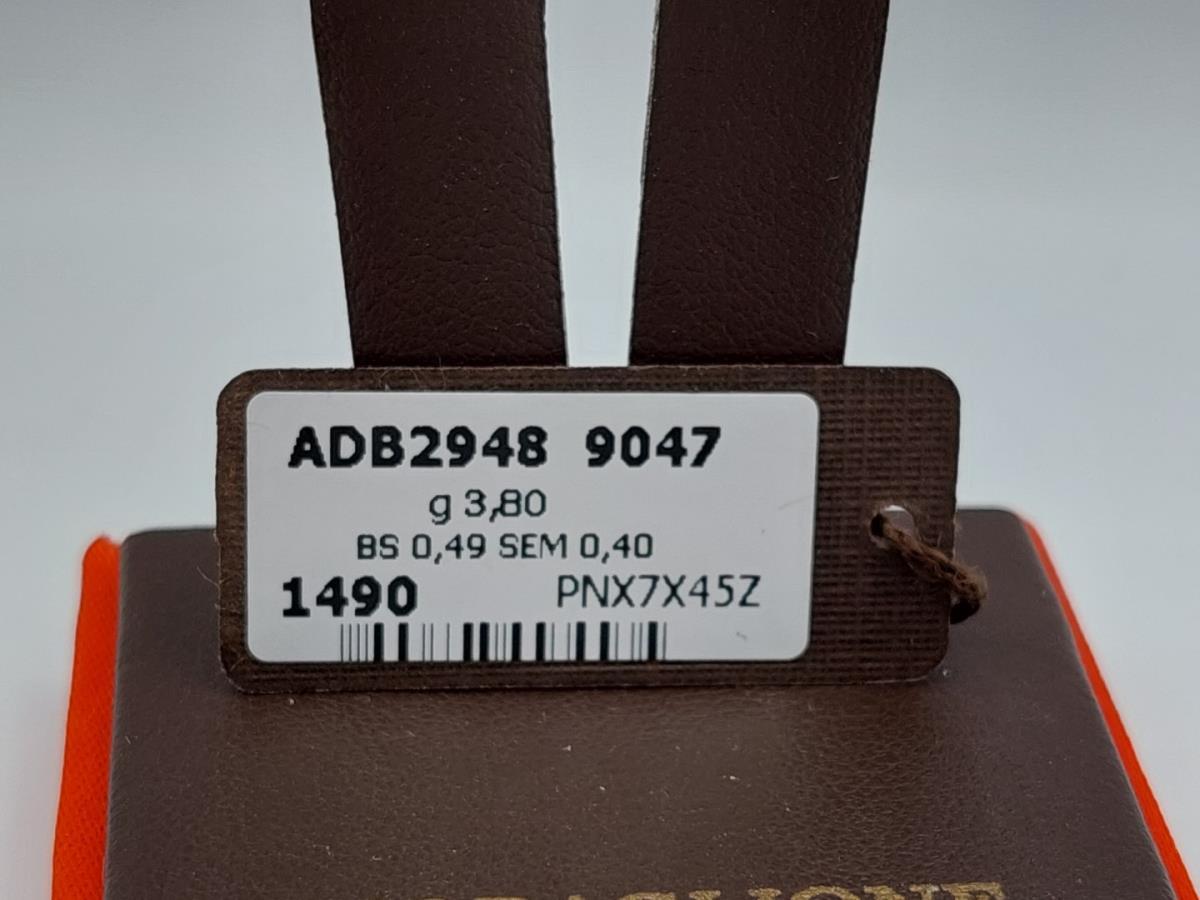 ADB2948 9047
g 3,80
BS 0,49 SEM 0,40
1490 PNX7X45Z